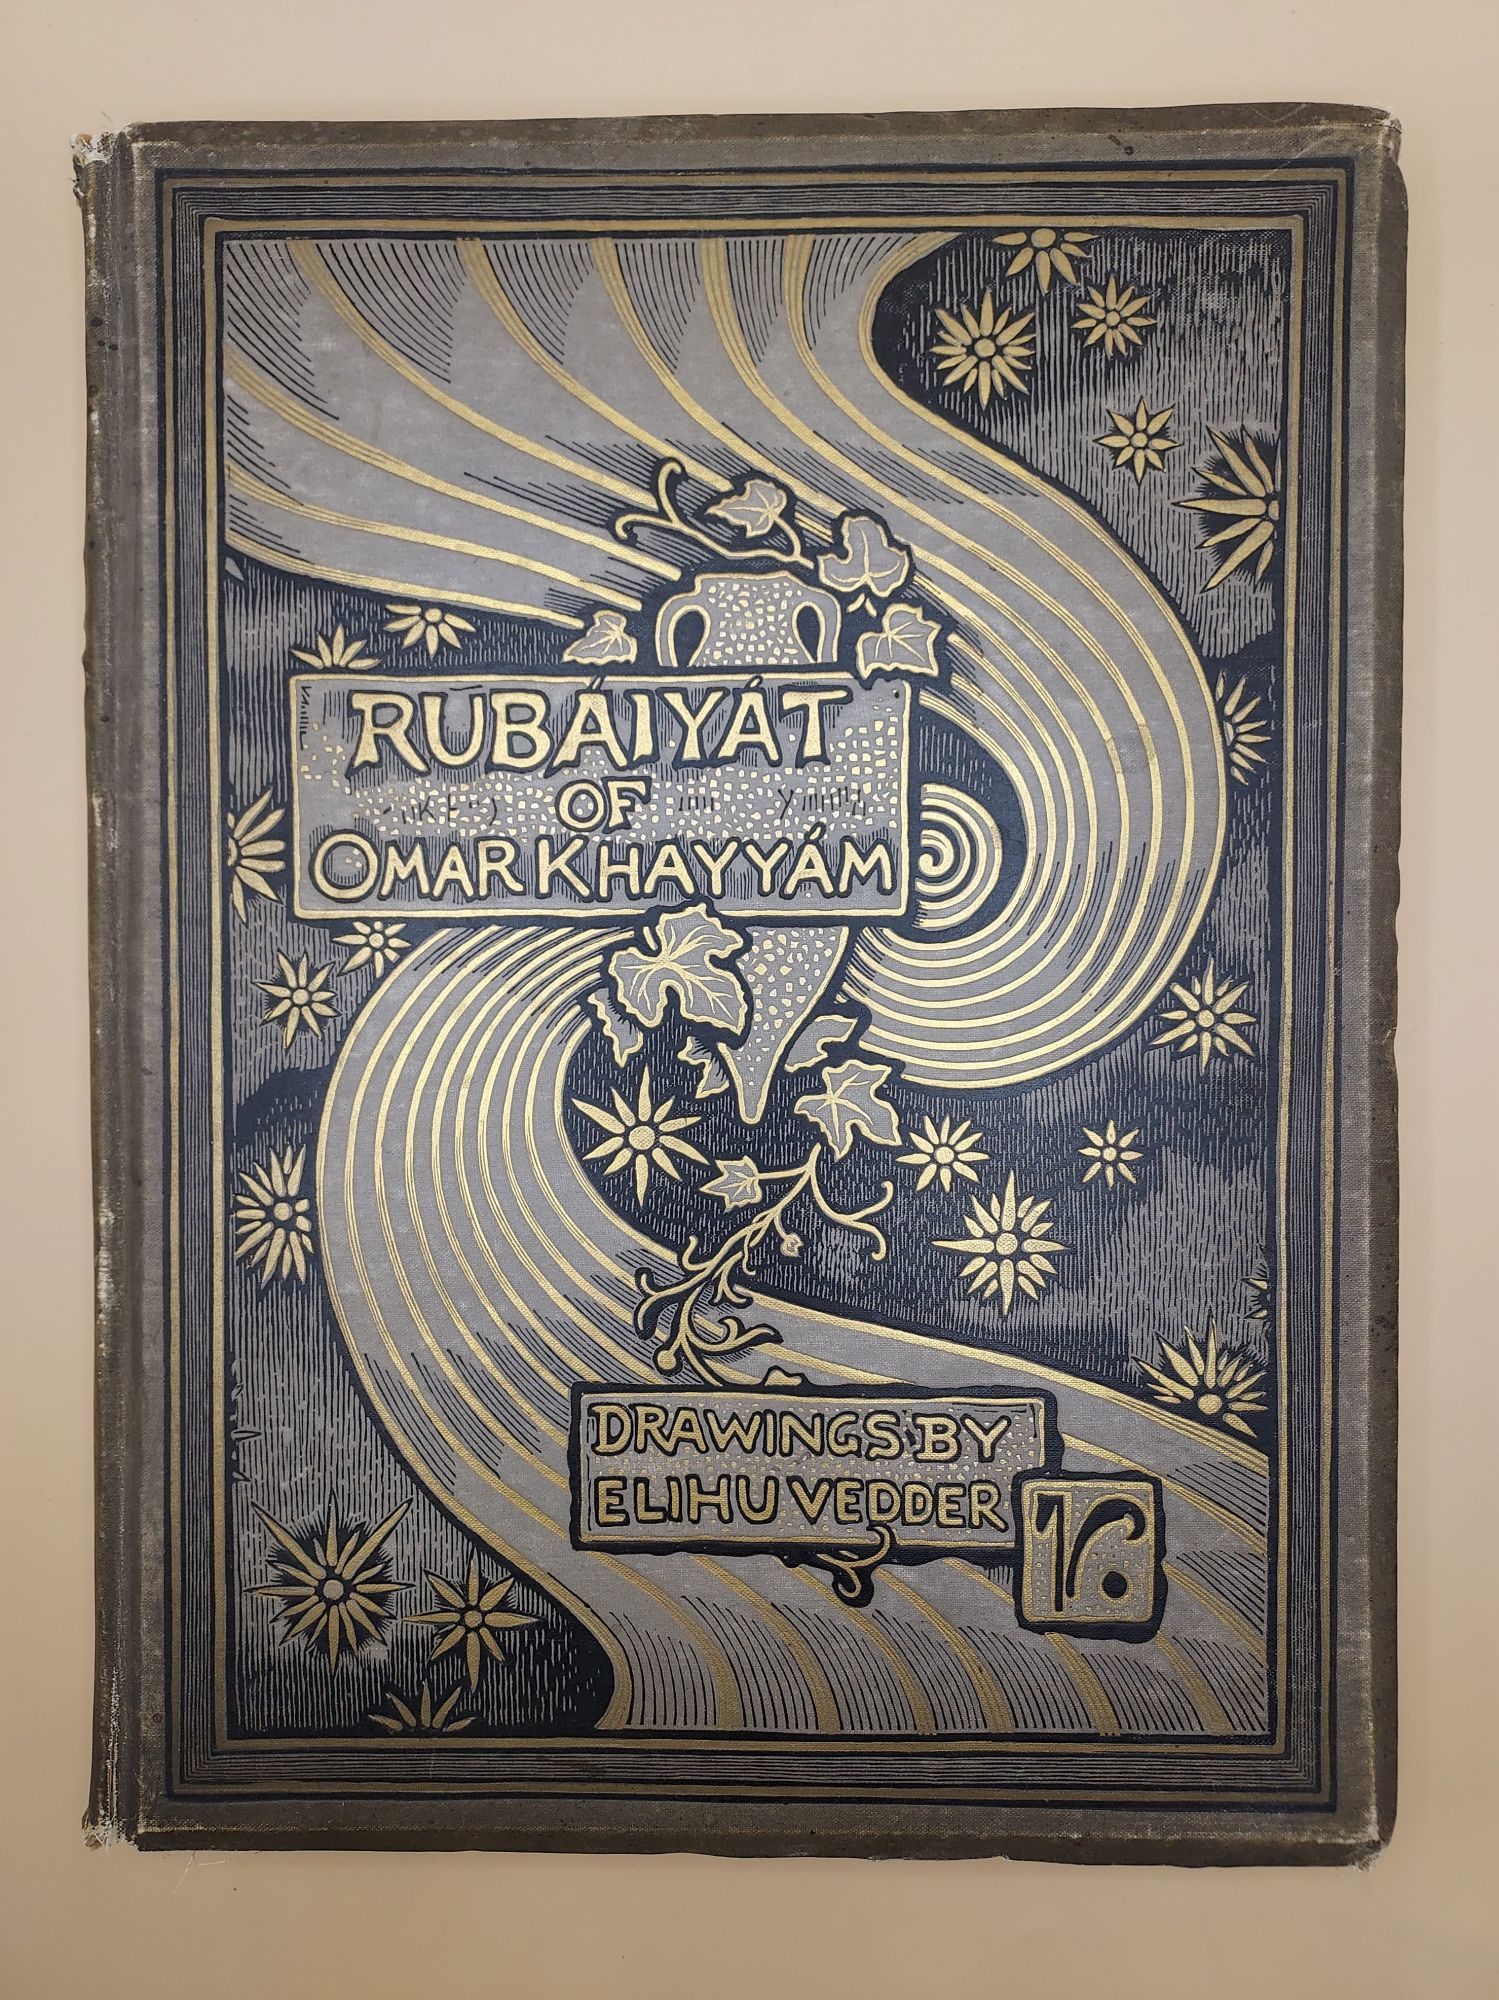 RUBÁIYÁT
OF
OMAR KHAYYÁM
DRAWINGS BY
ELIHU VEDDER